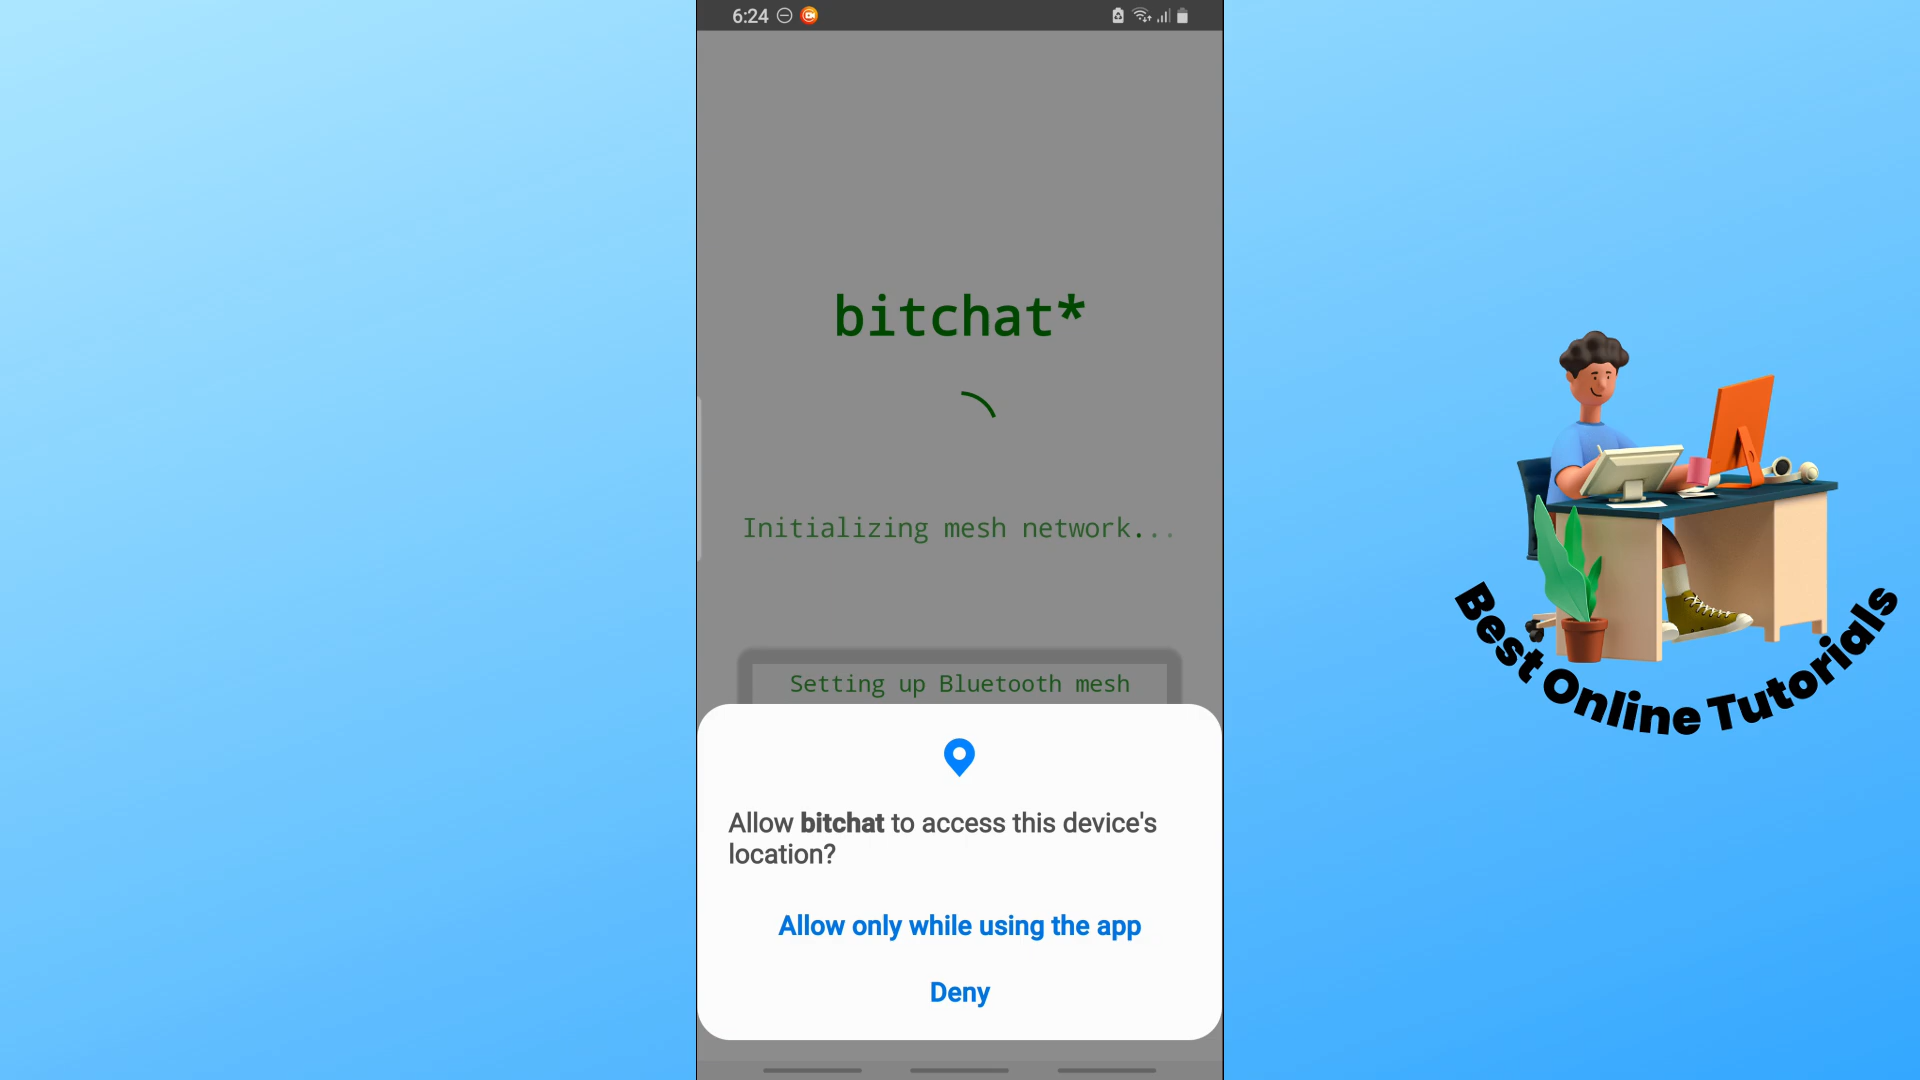 6:24
bitchat*
Initializing mesh network...
Setting up Bluetooth mesh
Allow bitchat to access this device's
location?
Allow only while using the app
Deny
Best Online Tutorials